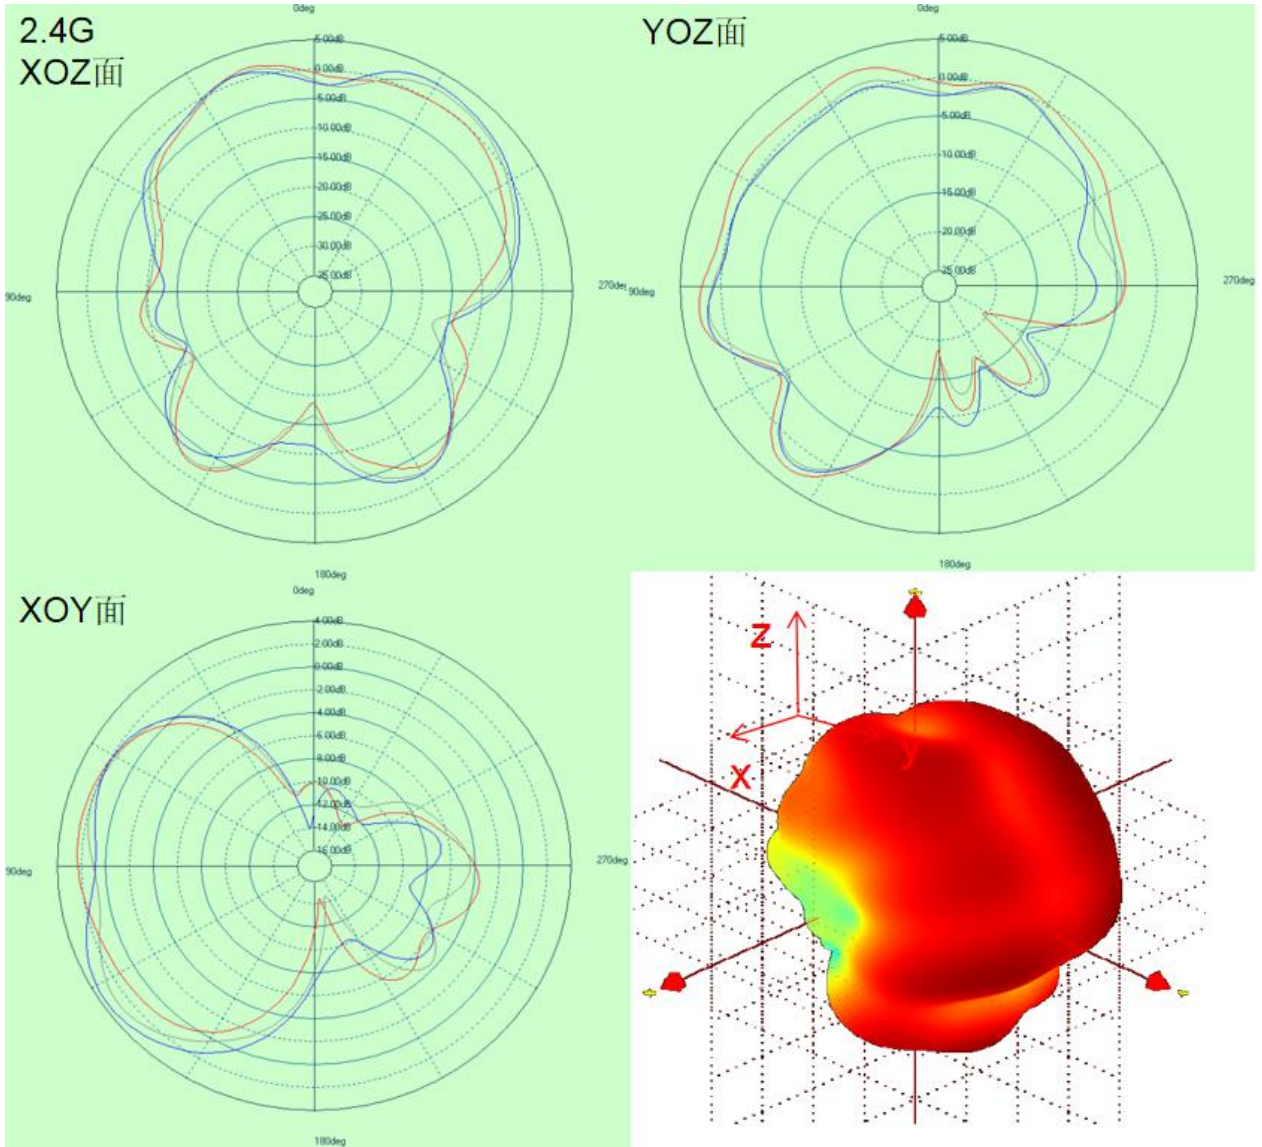 2.4G
XOZ面
0deg
5.00dB
0.00dB
5.00dB
10.00dB
15.00dB
20.00dB
25.00dB
30.00dB
35.00dB
90deg
270deg
180deg
YOZ面
0deg
5.00dB
0.00dB
5.00dB
10.00dB
15.00dB
20.00dB
25.00dB
90deg
270deg
180deg
XOY面
0deg
4.00dB
2.00dB
0.00dB
2.00dB
4.00dB
6.00dB
8.00dB
10.00dB
12.00dB
14.00dB
16.00dB
90deg
270deg
180deg
Z
X
y